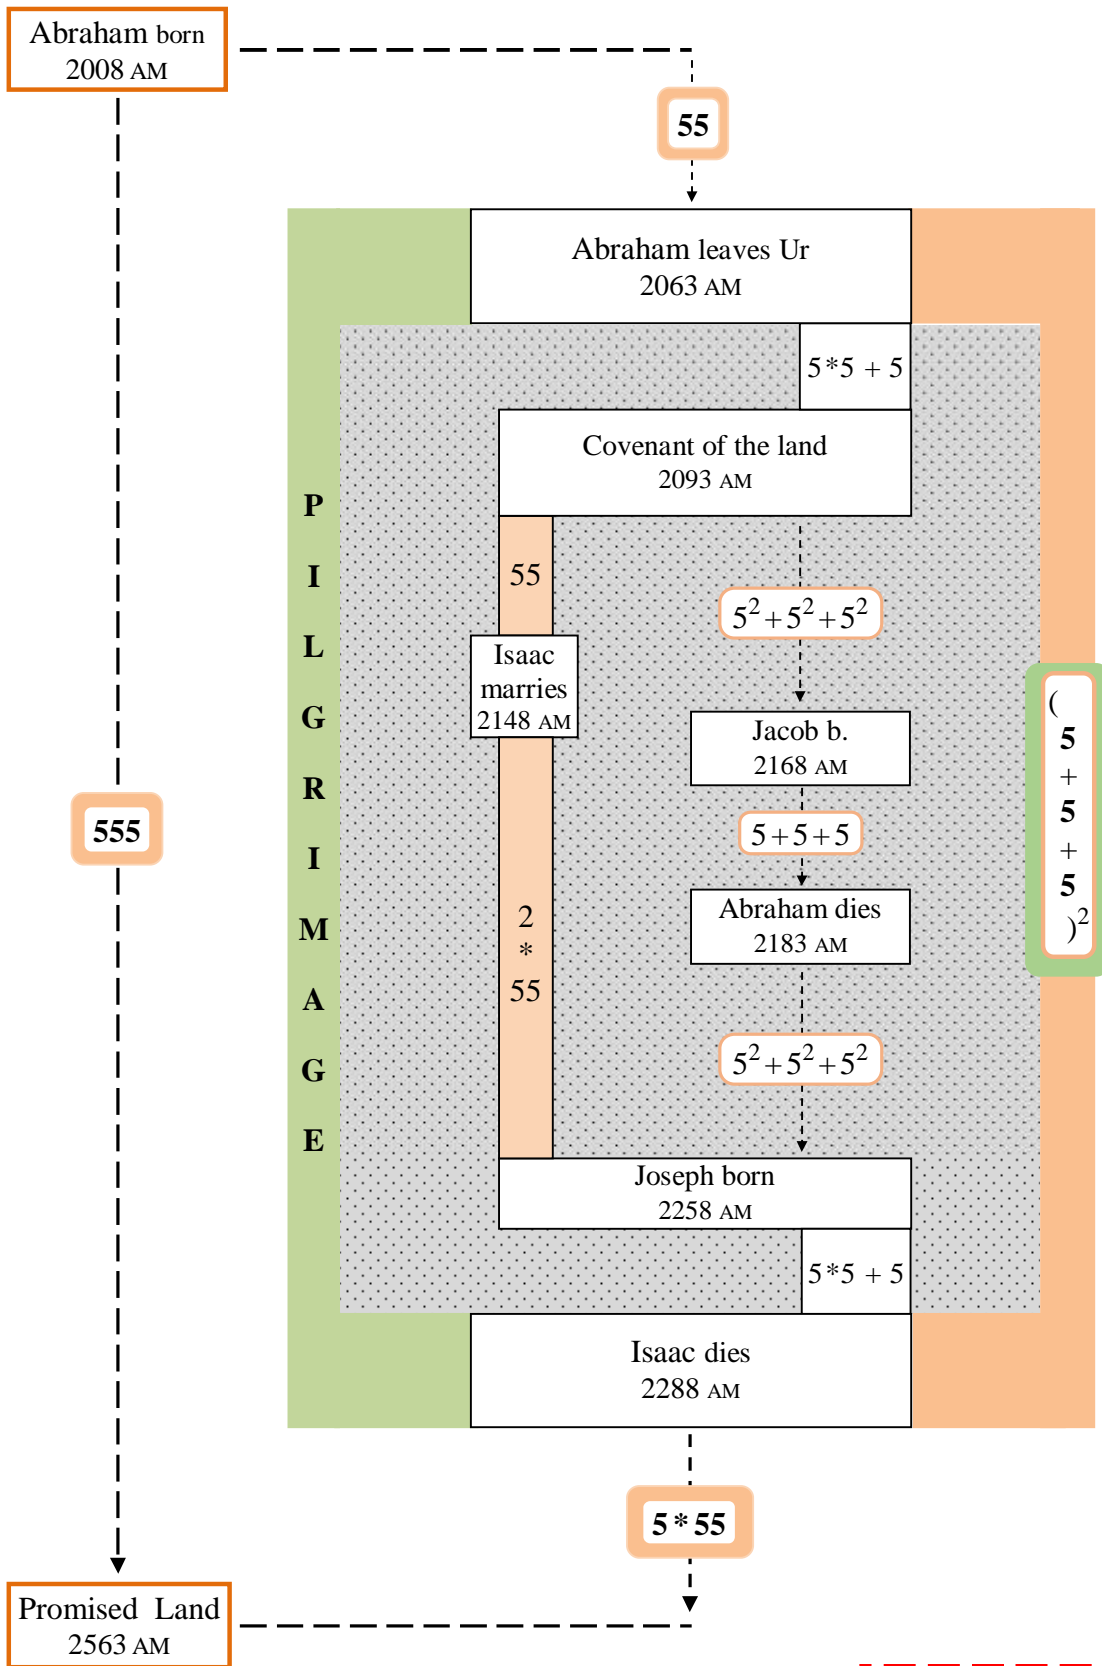 Abraham born
2008 AM
55
Abraham leaves Ur
2063 AM
5*5 + 5
Covenant of the land
2093 AM
P
I
L
G
R
I
M
A
G
E
55
5² + 5² + 5²
Isaac
marries
2148 AM
Jacob b.
2168 AM
(
5
+
5
+
5
)²
555
5 + 5 + 5
2
*
55
Abraham dies
2183 AM
5² + 5² + 5²
Joseph born
2258 AM
5*5 + 5
Isaac dies
2288 AM
5 * 55
Promised Land
2563 AM